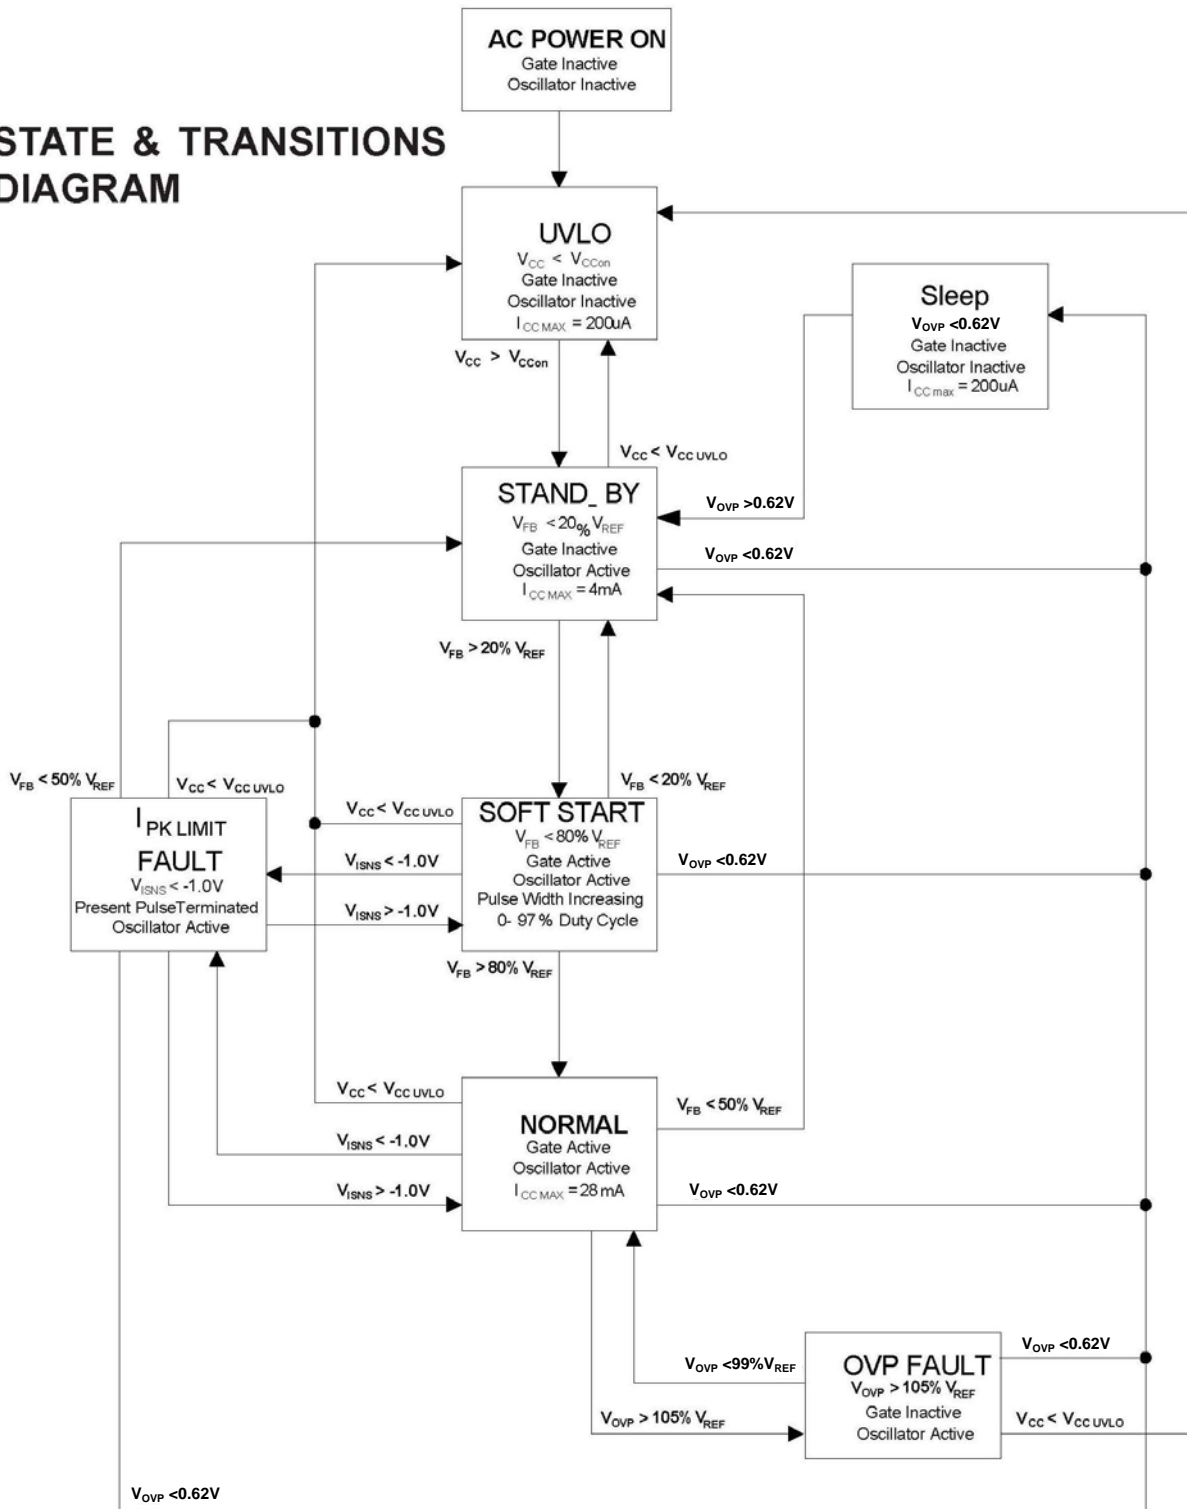 AC POWER ON
Gate Inactive
Oscillator Inactive
STATE & TRANSITIONS
DIAGRAM
UVLO
VCC < VCCon
Gate Inactive
Oscillator Inactive
ICC MAX = 200uA
Sleep
VOVP <0.62V
Gate Inactive
Oscillator Inactive
ICC max = 200uA
VCC > VCCon
VCC < VCC UVLO
STAND_ BY
VFB <20% VREF
Gate Inactive
Oscillator Active
ICC MAX = 4mA
VOVP >0.62V
VOVP <0.62V
VFB > 20% VREF
VFB < 50% VREF
VCC < VCC UVLO
VFB < 20% VREF
IPK LIMIT
FAULT
VISNS < -1.0V
Present PulseTerminated
Oscillator Active
VCC < VCC UVLO
VISNS < -1.0V
VISNS > -1.0V
SOFT START
VFB < 80% VREF
Gate Active
Oscillator Active
Pulse Width Increasing
0- 97 % Duty Cycle
VOVP <0.62V
VFB > 80% VREF
VCC < VCC UVLO
VISNS < -1.0V
VISNS > -1.0V
NORMAL
Gate Active
Oscillator Active
ICC MAX = 28 mA
VFB < 50% VREF
VOVP <0.62V
VOVP <99%VREF
VOVP > 105% VREF
OVP FAULT
VOVP > 105% VREF
Gate Inactive
Oscillator Active
VOVP <0.62V
VCC < VCC UVLO
VOVP <0.62V